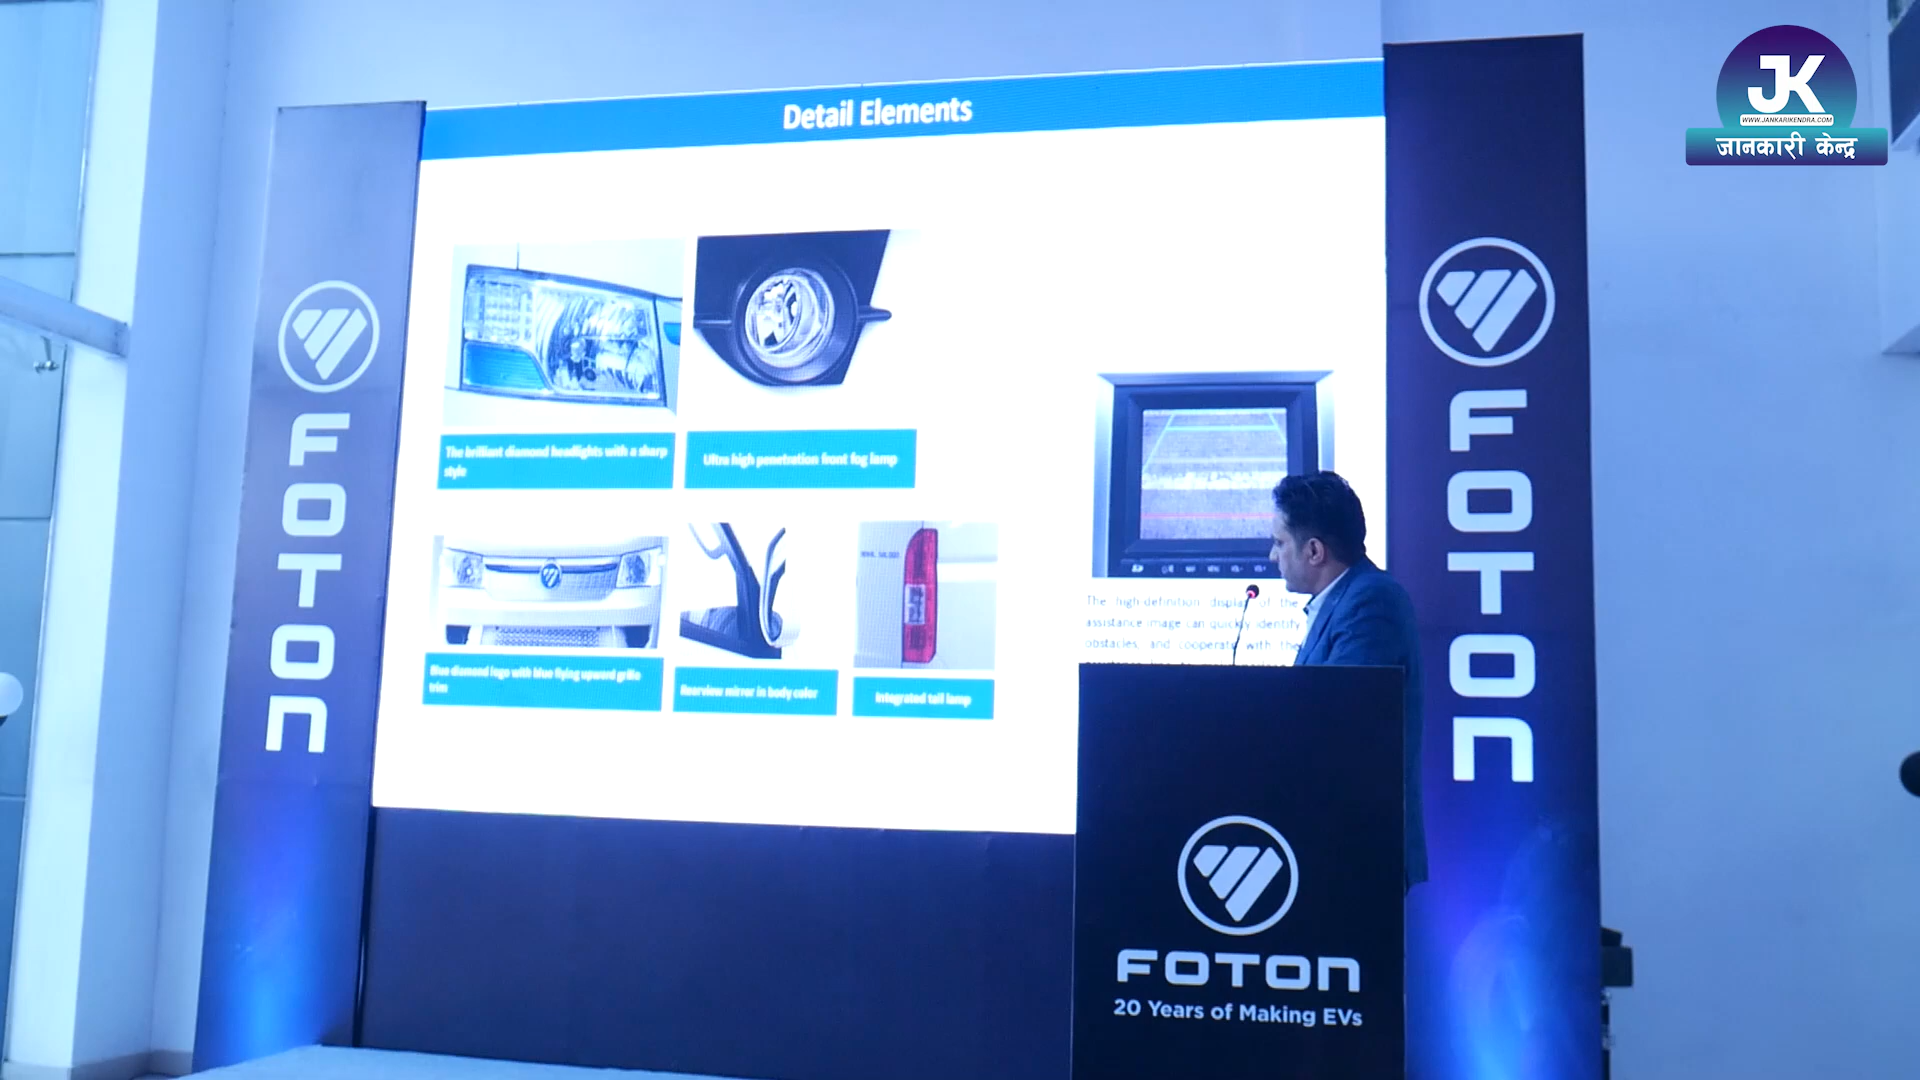 JK
WWW.JANKARIKENDRA.COM
जानकारी केन्द्र
Detail Elements
The brilliant diamond headlights with a sharp
style
Ultra high penetration front fog lamp
Blue diamond logo with blue flying upward grille
trim
Rearview mirror in body color
Integrated tail lamp
The high-definition display of the
assistance image can quickly identify
obstacles, and cooperate with the
FOTON
FOTON
FOTON
20 Years of Making EVs